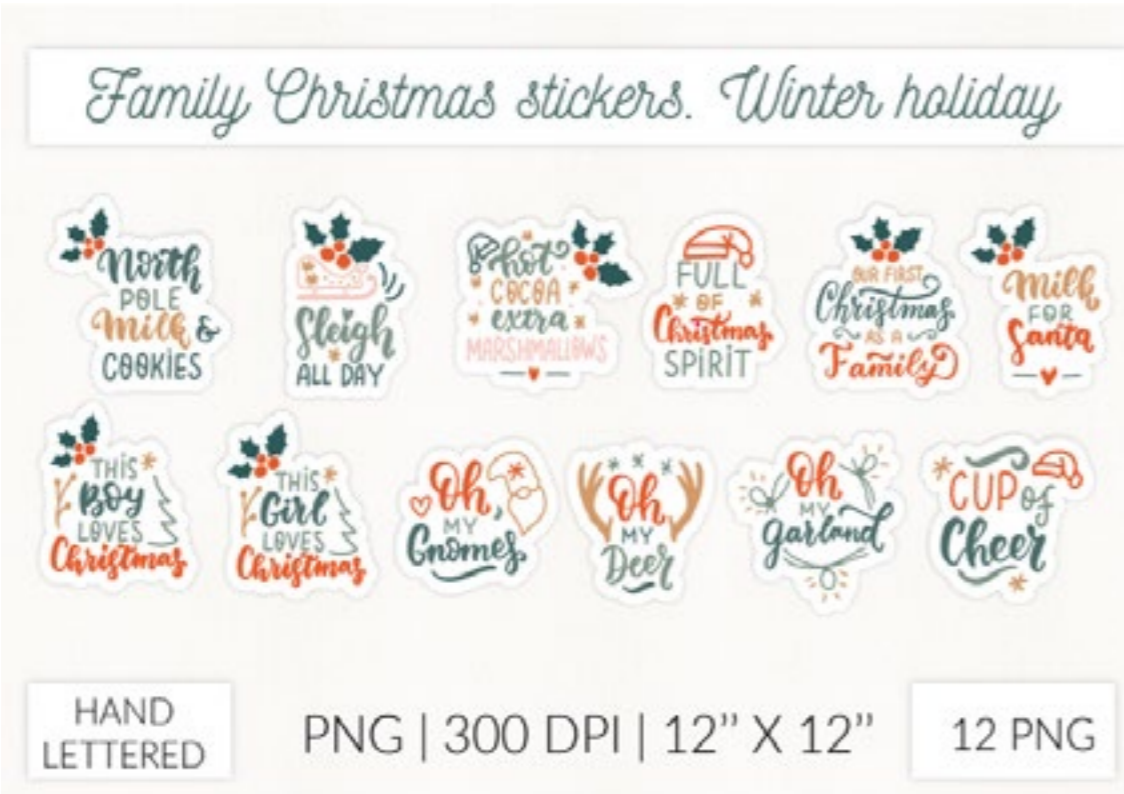 Family Christmas stickers. Winter holiday
North
POLE
Milk &
COOKIES
Sleigh
ALL DAY
hot
COCOA
extra
MARSHMALLOWS
FULL
OF
Christmas
SPIRIT
OUR FIRST
Christmas
AS A
Family
Milk
FOR
Santa
THIS
Boy
LOVES
Christmas
THIS
Girl
LOVES
Christmas
Oh
MY
Gnomes
Oh
MY
Deer
Oh
MY
garland
CUP of
Cheer
HAND
LETTERED
PNG | 300 DPI | 12” X 12”
12 PNG